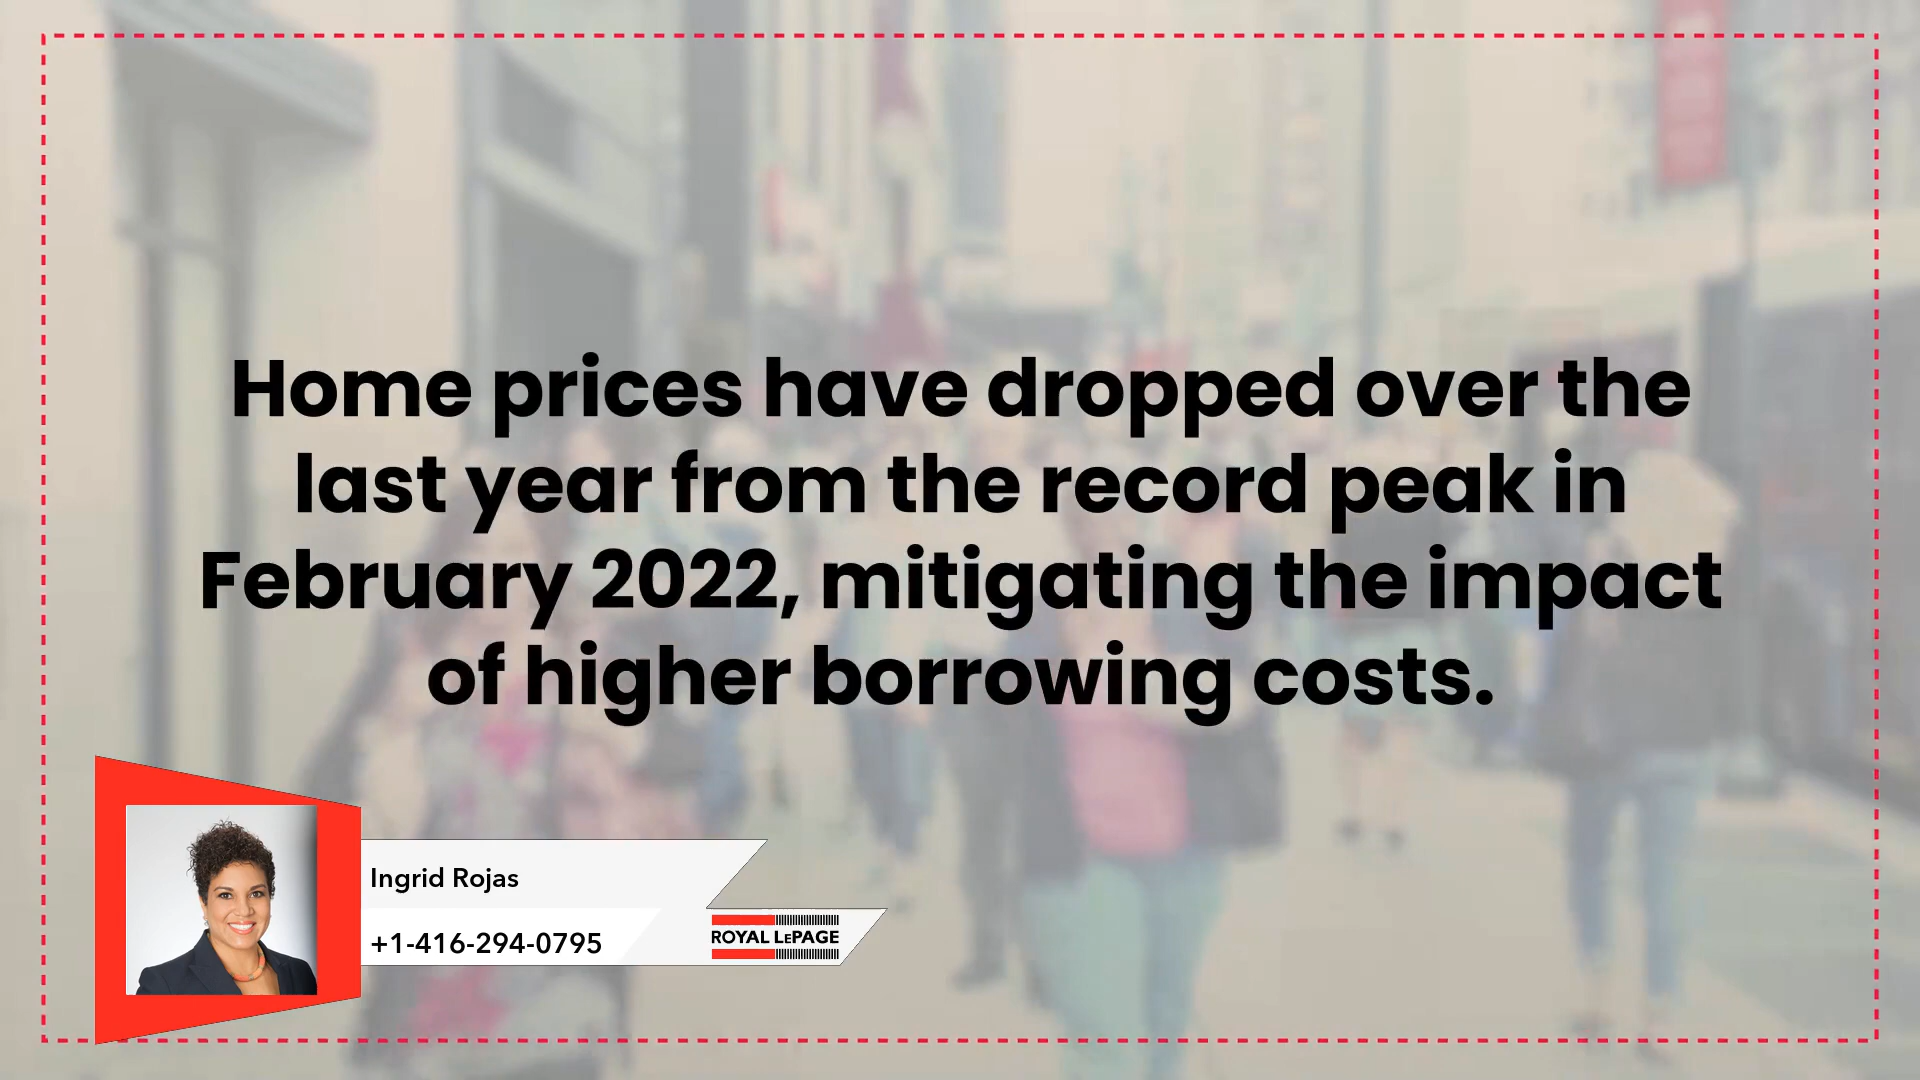 Home prices have dropped over the
last year from the record peak in
February 2022, mitigating the impact
of higher borrowing costs.
Ingrid Rojas
+1-416-294-0795
ROYAL LEPAGE